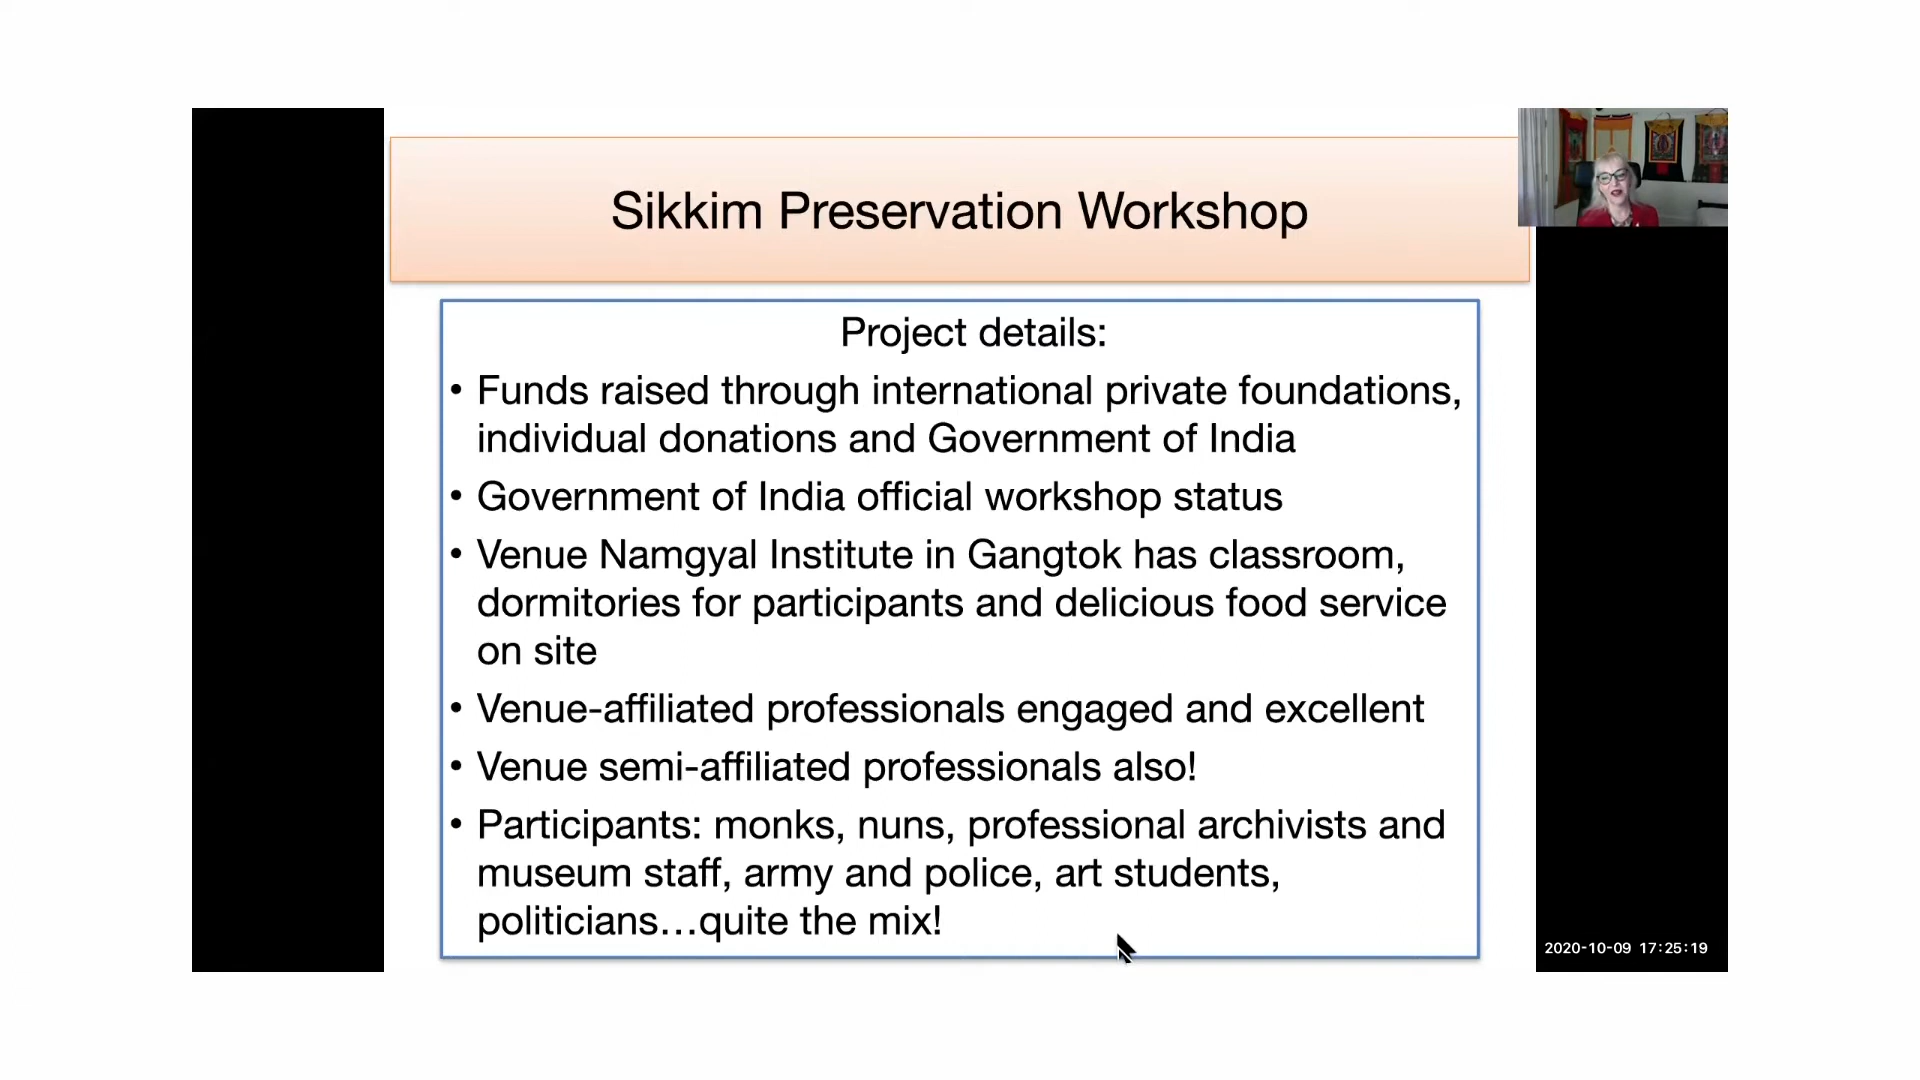 Sikkim Preservation Workshop
Project details:
• Funds raised through international private foundations,
individual donations and Government of India
• Government of India official workshop status
• Venue Namgyal Institute in Gangtok has classroom,
dormitories for participants and delicious food service
on site
• Venue-affiliated professionals engaged and excellent
• Venue semi-affiliated professionals also!
• Participants: monks, nuns, professional archivists and
museum staff, army and police, art students,
politicians…quite the mix!
2020-10-09 17:25:19